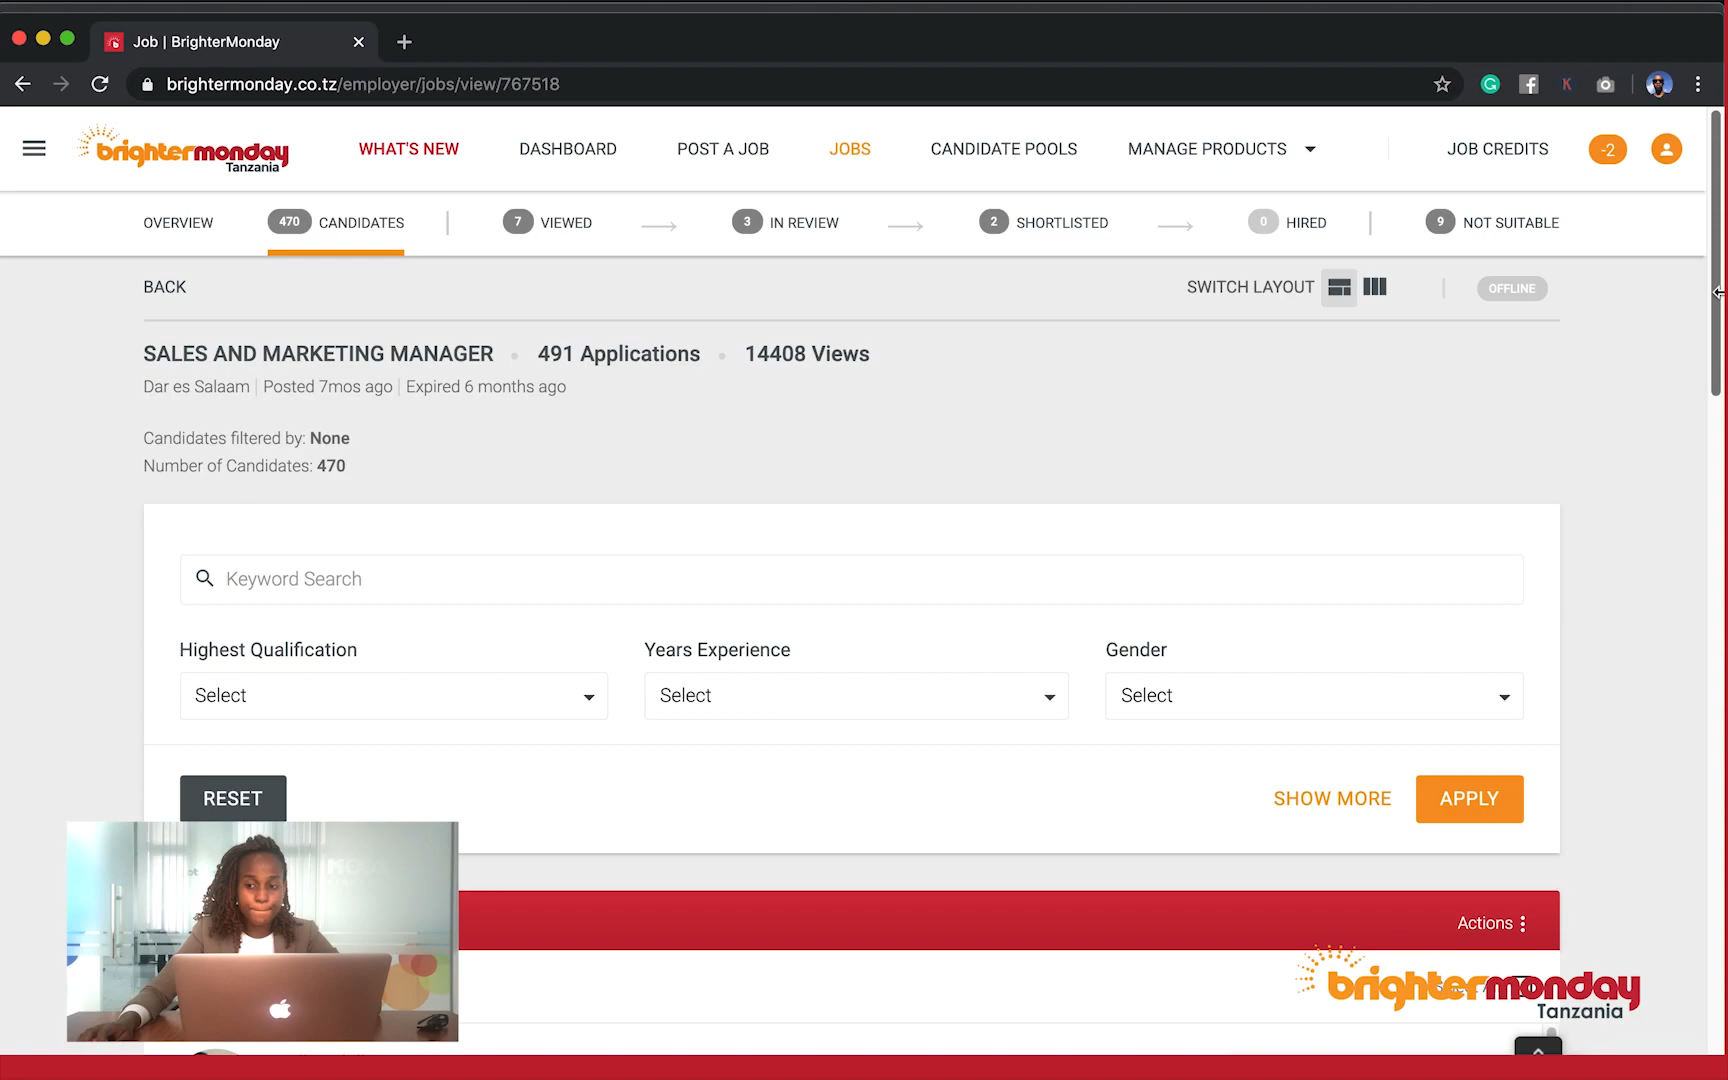 Job | BrighterMonday
brightermonday.co.tz/employer/jobs/view/767518
brightermonday
Tanzania
WHAT'S NEW
DASHBOARD
POST A JOB
JOBS
CANDIDATE POOLS
MANAGE PRODUCTS
JOB CREDITS
-2
OVERVIEW
470 CANDIDATES
7 VIEWED
3 IN REVIEW
2 SHORTLISTED
0 HIRED
9 NOT SUITABLE
BACK
SWITCH LAYOUT
OFFLINE
SALES AND MARKETING MANAGER • 491 Applications • 14408 Views
Dar es Salaam | Posted 7mos ago | Expired 6 months ago
Candidates filtered by: None
Number of Candidates: 470
Keyword Search
Highest Qualification
Years Experience
Gender
Select
Select
Select
RESET
SHOW MORE
APPLY
Actions
brightermonday
Tanzania